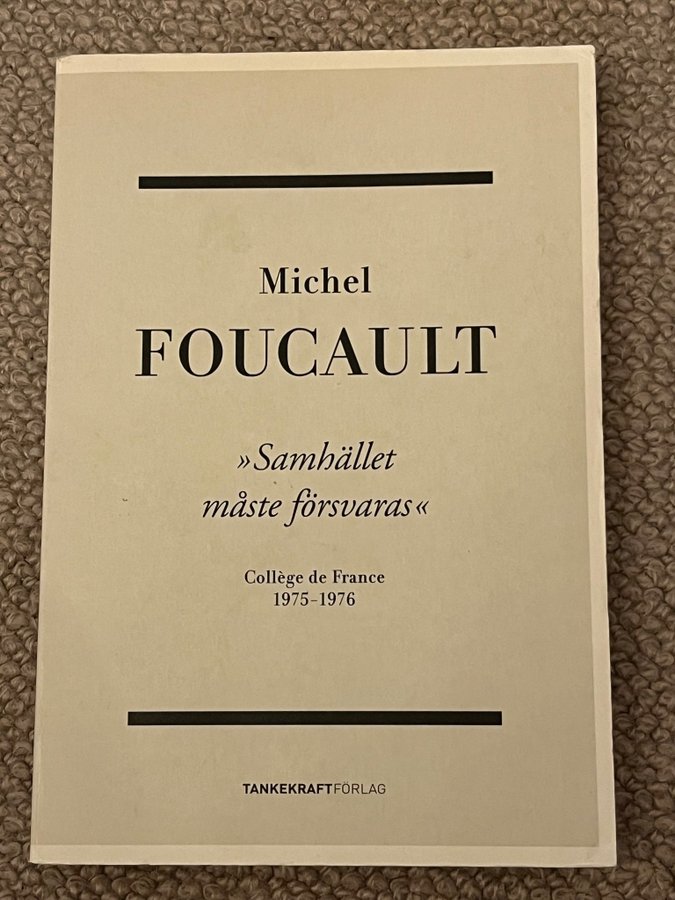 Michel
FOUCAULT
»Samhället
måste försvaras«
Collège de France
1975–1976
TANKEKRAFTFÖRLAG